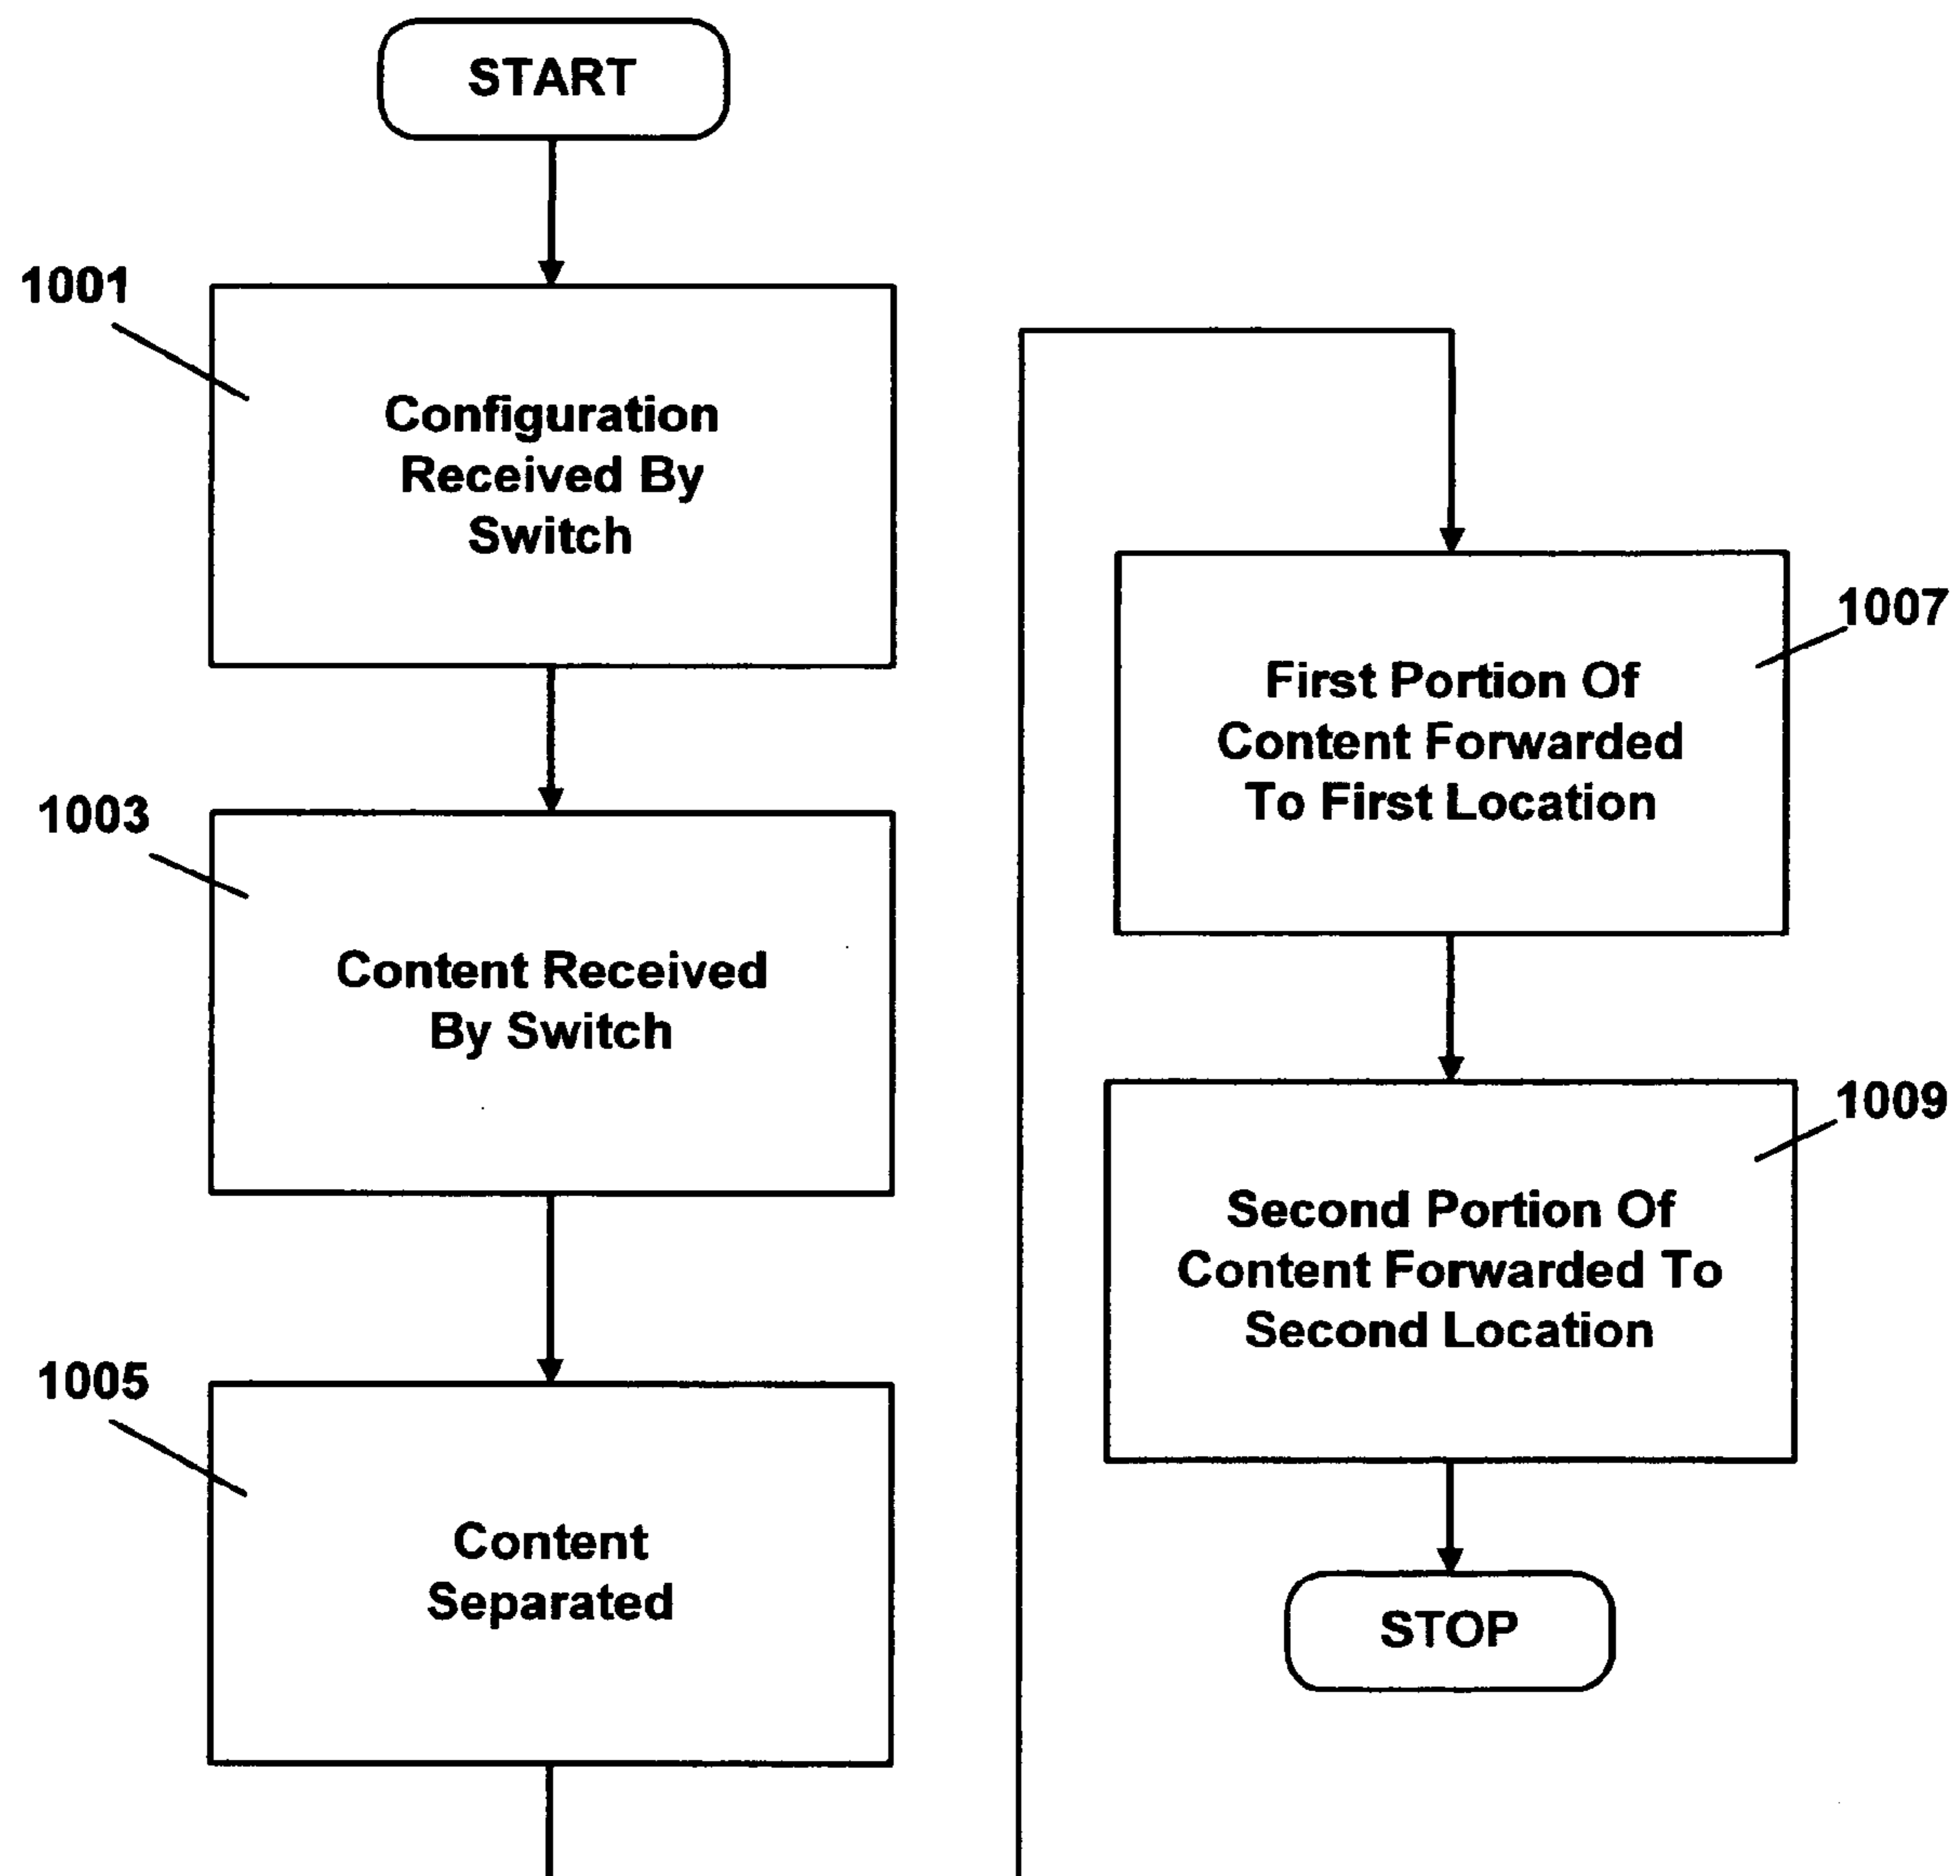 START
1001
Configuration
Received By
Switch
1003
Content Received
By Switch
1005
Content
Separated
1007
First Portion Of
Content Forwarded
To First Location
1009
Second Portion Of
Content Forwarded To
Second Location
STOP